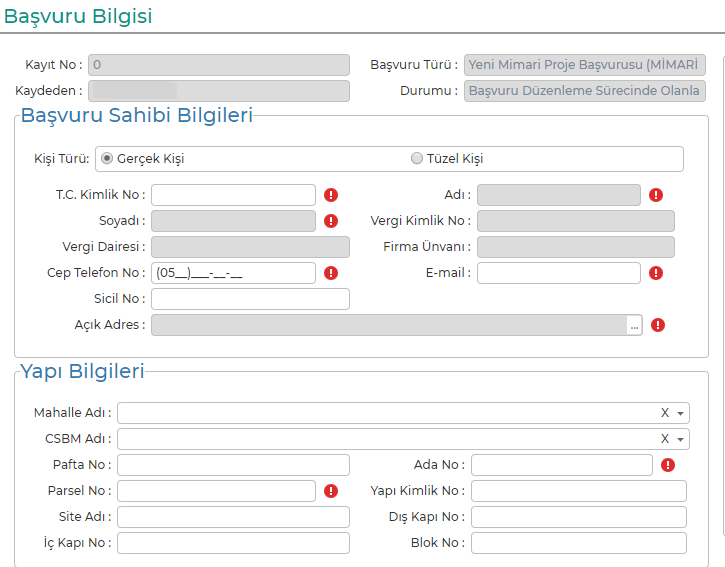 Başvuru Bilgisi
Kayıt No : 0 Başvuru Türü : Yeni Mimari Proje Başvurusu (MİMARİ
Kaydeden : Durumu : Başvuru Düzenleme Sürecinde Olanla
Başvuru Sahibi Bilgileri
Kişi Türü: Gerçek Kişi Tüzel Kişi
T.C. Kimlik No : Adı :
Soyadı : Vergi Kimlik No :
Vergi Dairesi : Firma Ünvanı :
Cep Telefon No : (05__)___-__-__ E-mail :
Sicil No :
Açık Adres : ...
Yapı Bilgileri
Mahalle Adı : X
CSBM Adı : X
Pafta No : Ada No :
Parsel No : Yapı Kimlik No :
Site Adı : Dış Kapı No :
İç Kapı No : Blok No :